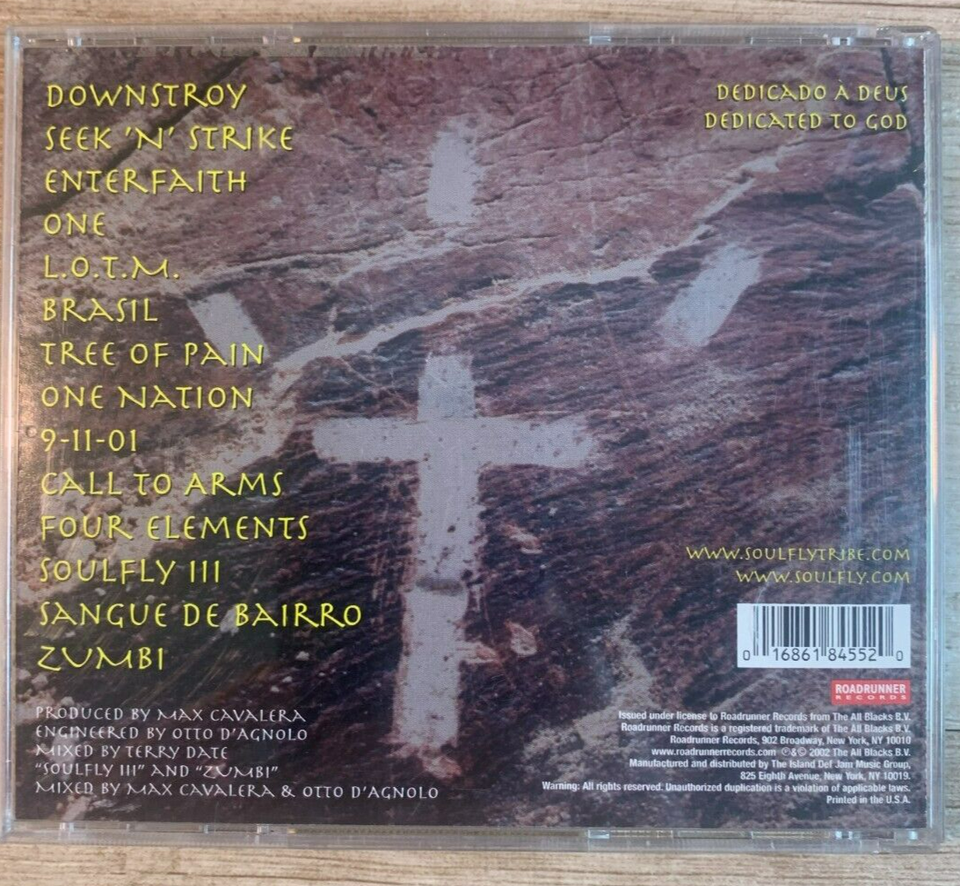 DOWNSTROY
SEEK 'N' STRIKE
ENTERFAITH
ONE
L.O.T.M.
BRASIL
TREE OF PAIN
ONE NATION
9-11-01
CALL TO ARMS
FOUR ELEMENTS
SOULFLY III
SANGUE DE BAIRRO
ZUMBI
PRODUCED BY MAX CAVALERA
ENGINEERED BY OTTO D'AGNOLO
MIXED BY TERRY DATE
"SOULFLY III" AND "ZUMBI"
MIXED BY MAX CAVALERA & OTTO D'AGNOLO
DEDICADO À DEUS
DEDICATED TO GOD
WWW.SOULFLYTRIBE.COM
WWW.SOULFLY.COM
0 16861 84552 0
ROADRUNNER
RECORDS
Issued under license to Roadrunner Records from The All Blacks B.V.
Roadrunner Records is a registered trademark of The All Blacks B.V.
Roadrunner Records, 902 Broadway, New York, NY 10010
www.roadrunnerrecords.com ℗&© 2002 The All Blacks B.V.
Manufactured and distributed by The Island Def Jam Music Group,
825 Eighth Avenue, New York, NY 10019.
Warning: All rights reserved. Unauthorized duplication is a violation of applicable laws.
Printed in the U.S.A.